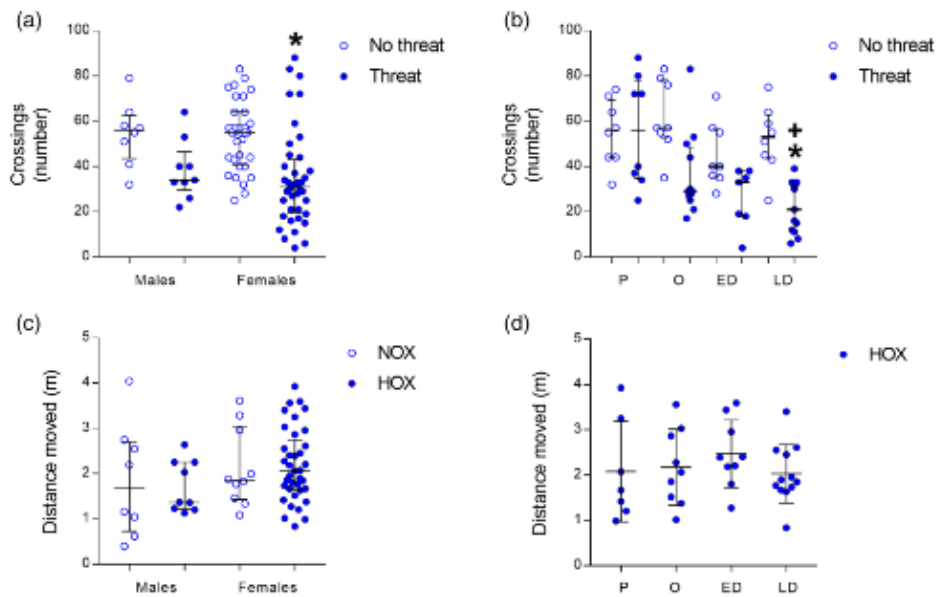 (a)
100
80
60
40
20
0
Crossings
(number)
Males
Females
*
No threat
Threat
(b)
100
80
60
40
20
0
Crossings
(number)
P
O
ED
LD
+
*
No threat
Threat
(c)
5
4
3
2
1
0
Distance moved (m)
Males
Females
NOX
HOX
(d)
5
4
3
2
1
0
Distance moved (m)
P
O
ED
LD
HOX